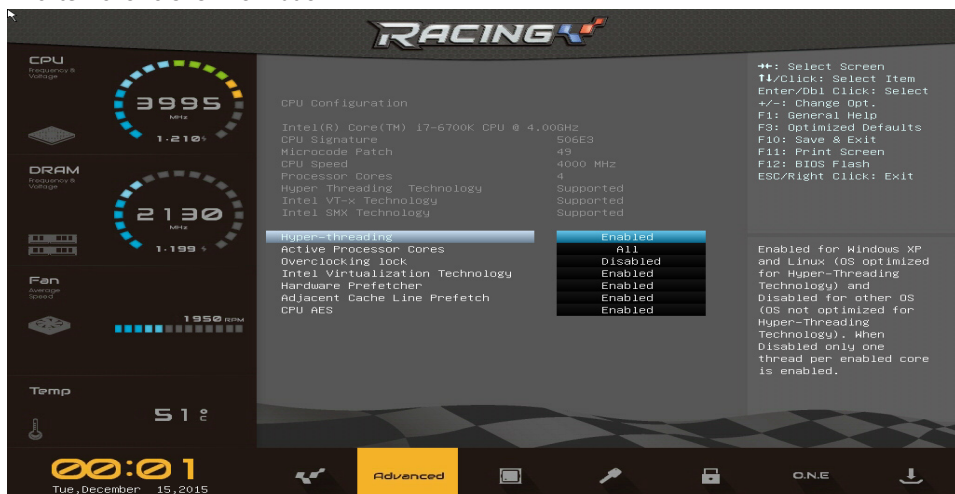 RACING
CPU
Frequency &
Voltage
3995
MHz
1.210
DRAM
Frequency &
Voltage
2130
MHz
1.199
Fan
Average
Speed
1950 RPM
Temp
51°C
CPU Configuration
Intel(R) Core(TM) i7-6700K CPU @ 4.00GHz
CPU Signature 506E3
Microcode Patch 49
CPU Speed 4000 MHz
Processor Cores 4
Hyper Threading Technology Supported
Intel VT-x Technology Supported
Intel SMX Technology Supported
Hyper-threading Enabled
Active Processor Cores All
Overclocking lock Disabled
Intel Virtualization Technology Enabled
Hardware Prefetcher Enabled
Adjacent Cache Line Prefetch Enabled
CPU AES Enabled
→←: Select Screen
↑↓/Click: Select Item
Enter/Dbl Click: Select
+/-: Change Opt.
F1: General Help
F3: Optimized Defaults
F10: Save & Exit
F11: Print Screen
F12: BIOS Flash
ESC/Right Click: Exit
Enabled for Windows XP
and Linux (OS optimized
for Hyper-Threading
Technology) and
Disabled for other OS
(OS not optimized for
Hyper-Threading
Technology). When
Disabled only one
thread per enabled core
is enabled.
00:01
Tue,December 15,2015
Advanced
O.N.E